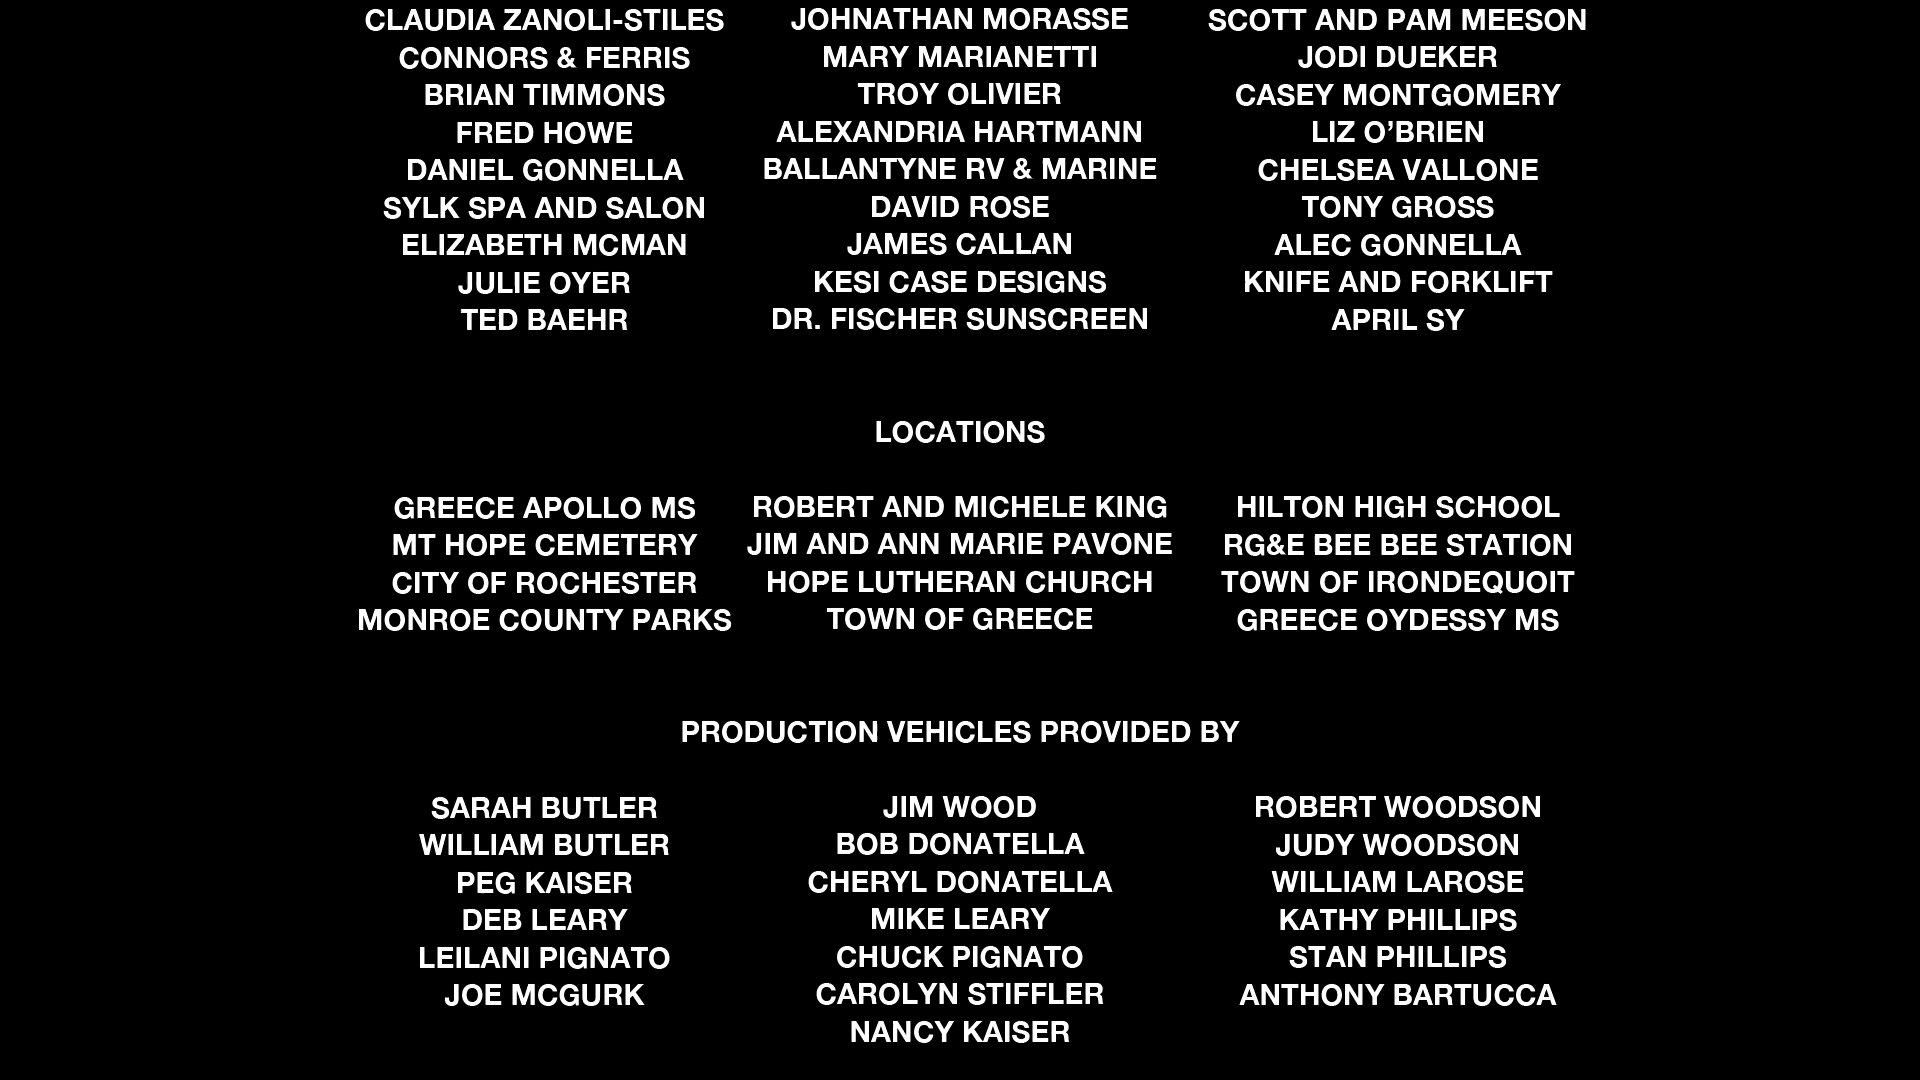 CLAUDIA ZANOLI-STILES
CONNORS & FERRIS
BRIAN TIMMONS
FRED HOWE
DANIEL GONNELLA
SYLK SPA AND SALON
ELIZABETH MCMAN
JULIE OYER
TED BAEHR
JOHNATHAN MORASSE
MARY MARIANETTI
TROY OLIVIER
ALEXANDRIA HARTMANN
BALLANTYNE RV & MARINE
DAVID ROSE
JAMES CALLAN
KESI CASE DESIGNS
DR. FISCHER SUNSCREEN
SCOTT AND PAM MEESON
JODI DUEKER
CASEY MONTGOMERY
LIZ O’BRIEN
CHELSEA VALLONE
TONY GROSS
ALEC GONNELLA
KNIFE AND FORKLIFT
APRIL SY
LOCATIONS
GREECE APOLLO MS
MT HOPE CEMETERY
CITY OF ROCHESTER
MONROE COUNTY PARKS
ROBERT AND MICHELE KING
JIM AND ANN MARIE PAVONE
HOPE LUTHERAN CHURCH
TOWN OF GREECE
HILTON HIGH SCHOOL
RG&E BEE BEE STATION
TOWN OF IRONDEQUOIT
GREECE OYDESSY MS
PRODUCTION VEHICLES PROVIDED BY
SARAH BUTLER
WILLIAM BUTLER
PEG KAISER
DEB LEARY
LEILANI PIGNATO
JOE MCGURK
JIM WOOD
BOB DONATELLA
CHERYL DONATELLA
MIKE LEARY
CHUCK PIGNATO
CAROLYN STIFFLER
NANCY KAISER
ROBERT WOODSON
JUDY WOODSON
WILLIAM LAROSE
KATHY PHILLIPS
STAN PHILLIPS
ANTHONY BARTUCCA